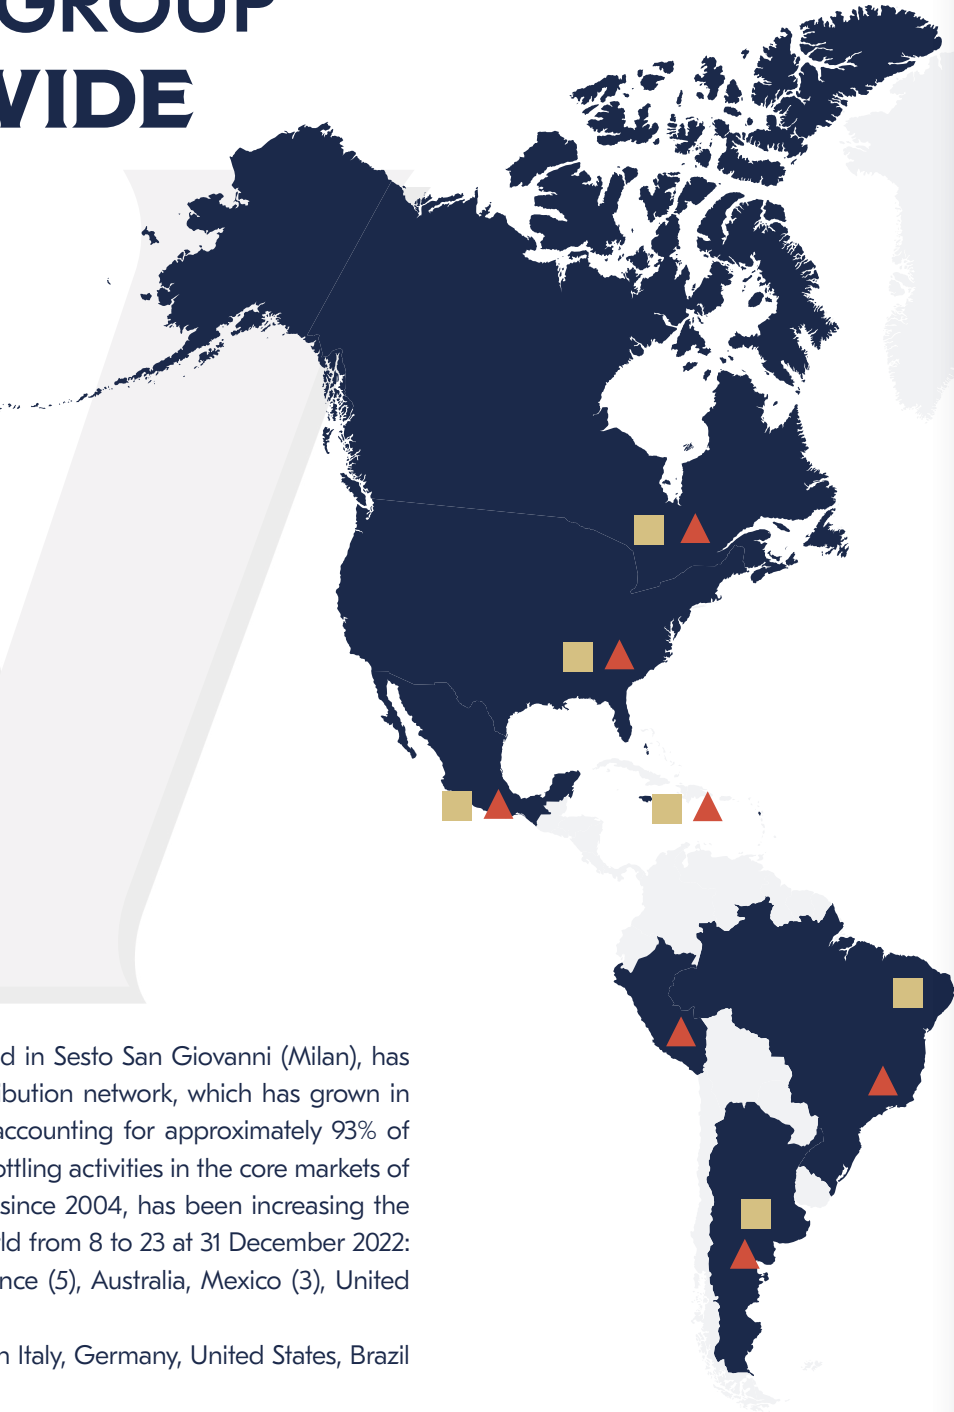 GROUP
WIDE
d in Sesto San Giovanni (Milan), has
ibution network, which has grown in
accounting for approximately 93% of
ottling activities in the core markets of
since 2004, has been increasing the
ld from 8 to 23 at 31 December 2022:
nce (5), Australia, Mexico (3), United
n Italy, Germany, United States, Brazil